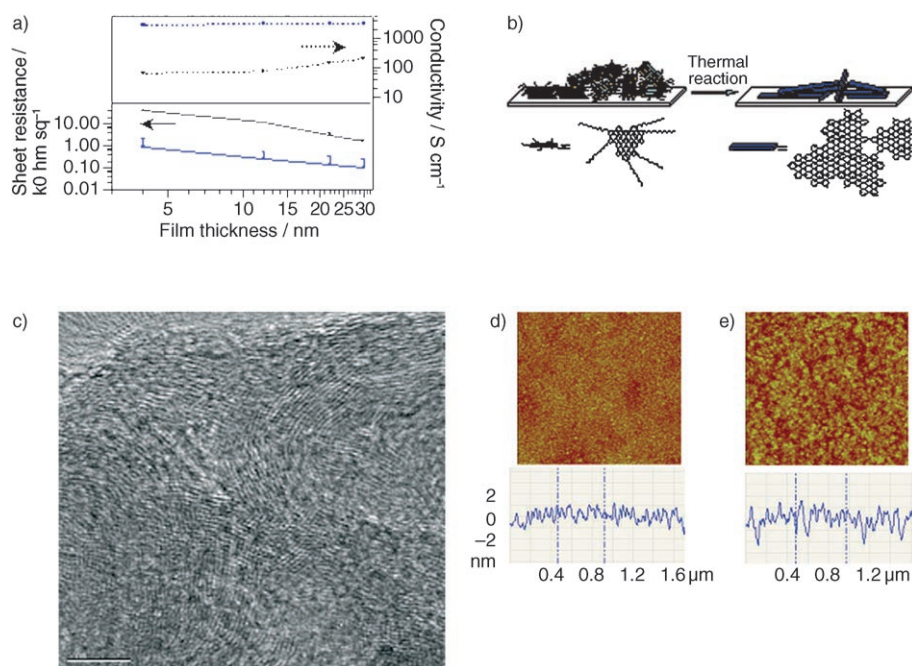 a)
Sheet resistance /
k0 ohm sq⁻¹
10.00
1.00
0.10
0.01
1000
100
10
Conductivity / S cm⁻¹
5
10
15
20
25
30
Film thickness / nm
b)
Thermal
reaction
c)
d)
2
0
−2
nm
0.4 0.8 1.2 1.6 µm
e)
0.4 0.8 1.2 µm